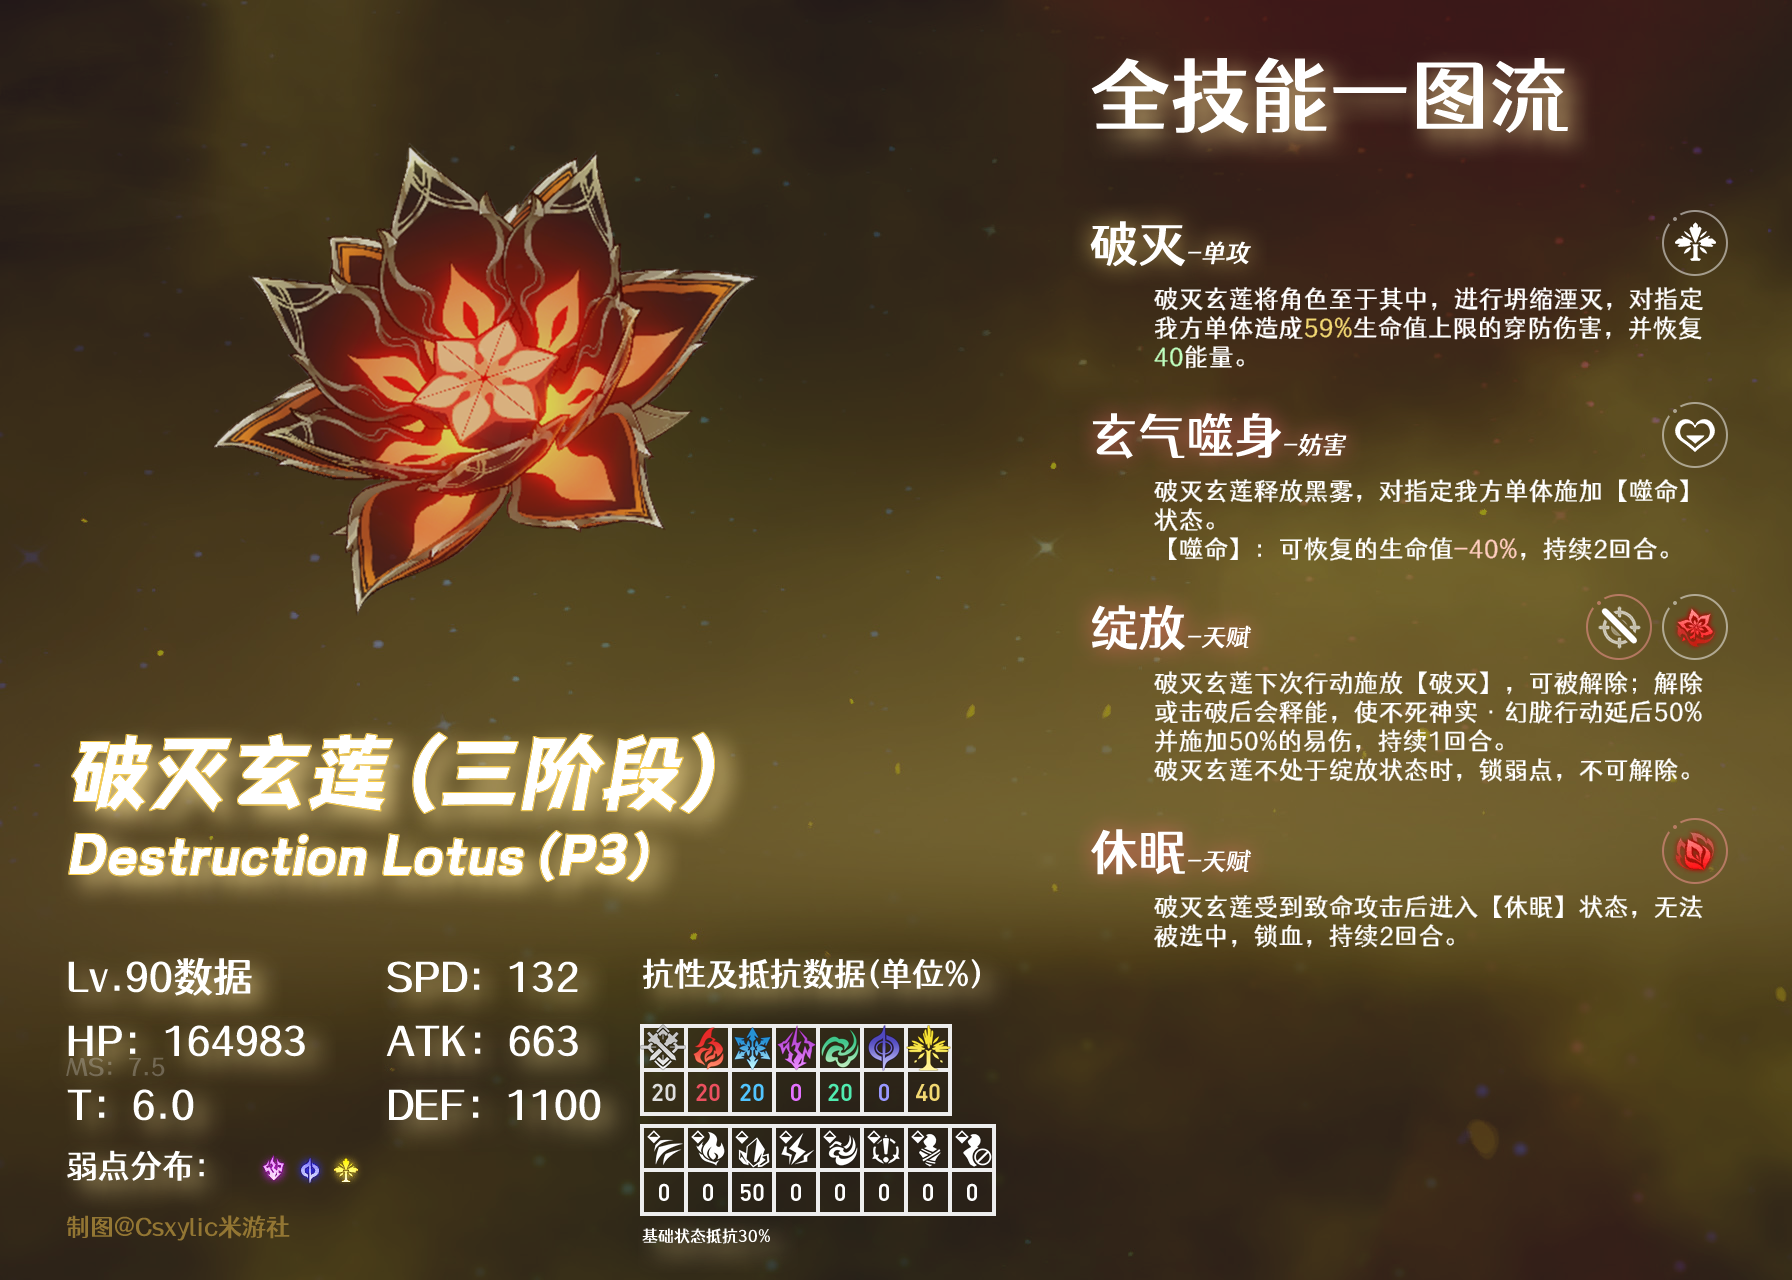 全技能一图流
破灭-单攻
破灭玄莲将角色至于其中，进行坍缩湮灭，对指定
我方单体造成59%生命值上限的穿防伤害，并恢复
40能量。
玄气噬身-妨害
破灭玄莲释放黑雾，对指定我方单体施加【噬命】
状态。
【噬命】：可恢复的生命值-40%，持续2回合。
绽放-天赋
破灭玄莲下次行动施放【破灭】，可被解除；解除
或击破后会释能，使不死神实·幻胧行动延后50%
并施加50%的易伤，持续1回合。
破灭玄莲不处于绽放状态时，锁弱点，不可解除。
休眠-天赋
破灭玄莲受到致命攻击后进入【休眠】状态，无法
被选中，锁血，持续2回合。
破灭玄莲（三阶段）
Destruction Lotus (P3)
Lv.90数据
SPD：132
HP：164983
ATK：663
MS：7.5
T：6.0
DEF：1100
弱点分布：
制图@Csxylic米游社
抗性及抵抗数据(单位%)
20 20 20 0 20 0 40
0 0 50 0 0 0 0 0
基础状态抵抗30%